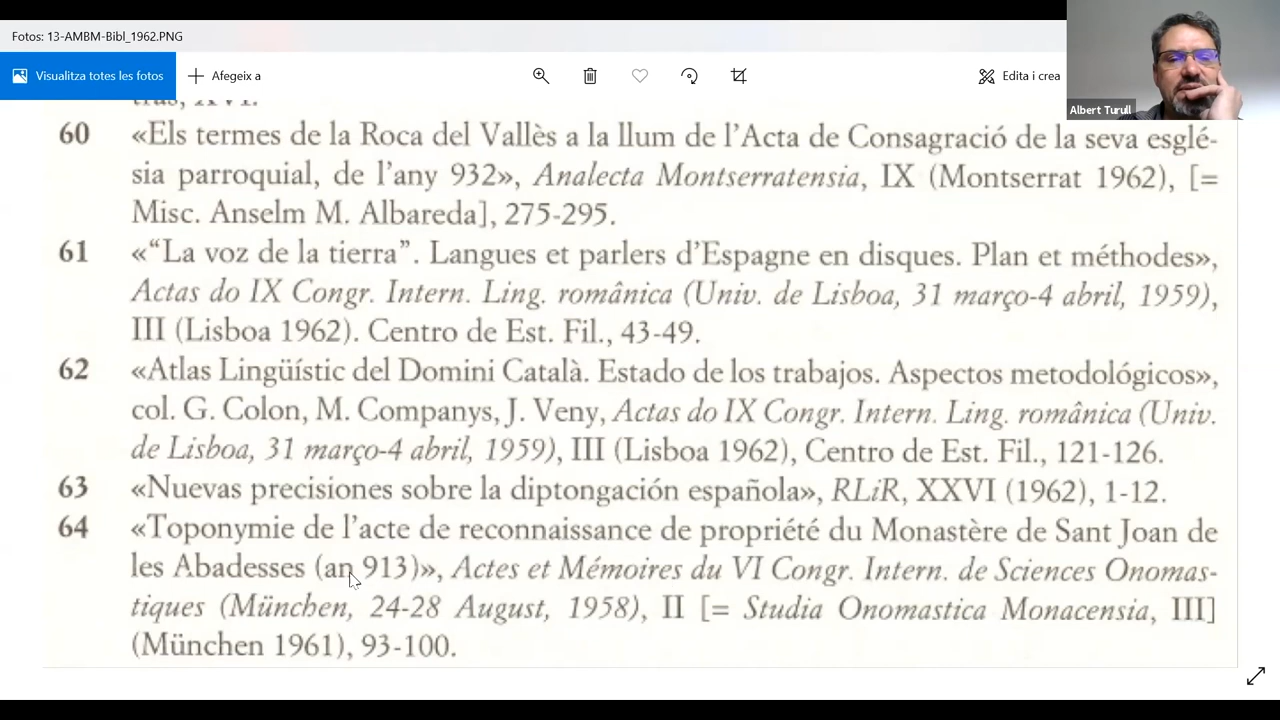 Fotos: 13-AMBM-Bibl_1962.PNG
Visualitza totes les fotos
Afegeix a
Edita i crea
Albert Turull
60 «Els termes de la Roca del Vallès a la llum de l’Acta de Consagració de la seva esglé-
sia parroquial, de l’any 932», Analecta Montserratensia, IX (Montserrat 1962), [=
Misc. Anselm M. Albareda], 275-295.
61 «“La voz de la tierra”. Langues et parlers d’Espagne en disques. Plan et méthodes»,
Actas do IX Congr. Intern. Ling. românica (Univ. de Lisboa, 31 março-4 abril, 1959),
III (Lisboa 1962). Centro de Est. Fil., 43-49.
62 «Atlas Lingüístic del Domini Català. Estado de los trabajos. Aspectos metodológicos»,
col. G. Colon, M. Companys, J. Veny, Actas do IX Congr. Intern. Ling. românica (Univ.
de Lisboa, 31 março-4 abril, 1959), III (Lisboa 1962), Centro de Est. Fil., 121-126.
63 «Nuevas precisiones sobre la diptongación española», RLiR, XXVI (1962), 1-12.
64 «Toponymie de l’acte de reconnaissance de propriété du Monastère de Sant Joan de
les Abadesses (an 913)», Actes et Mémoires du VI Congr. Intern. de Sciences Onomas-
tiques (München, 24-28 August, 1958), II [= Studia Onomastica Monacensia, III]
(München 1961), 93-100.